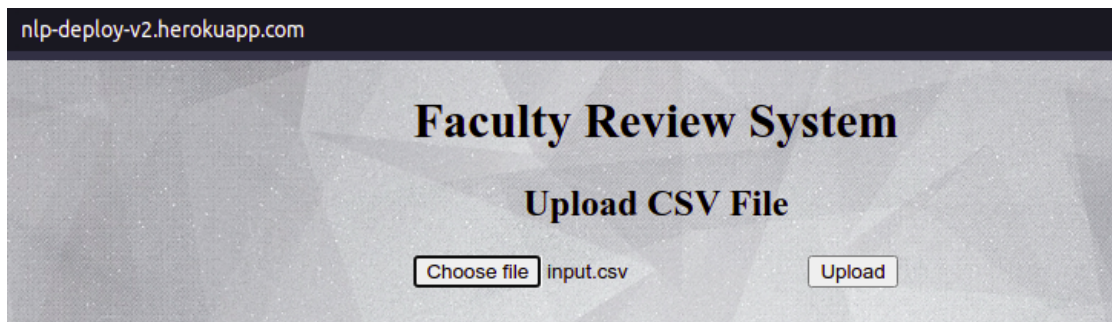 nlp-deploy-v2.herokuapp.com
Faculty Review System
Upload CSV File
Choose file input.csv Upload